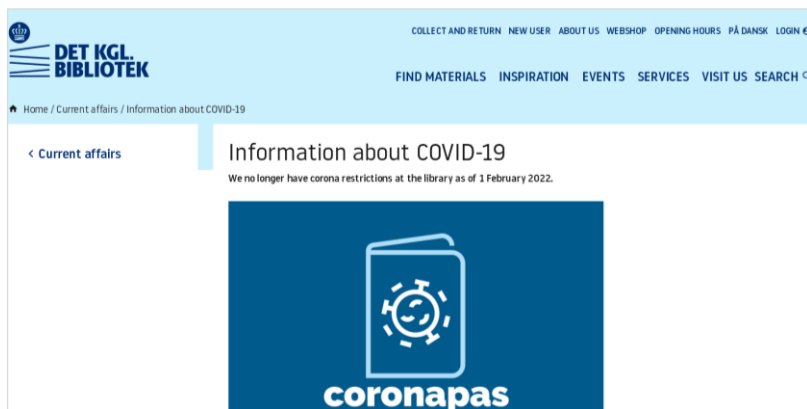 COLLECT AND RETURN NEW USER ABOUT US WEBSHOP OPENING HOURS PÅ DANSK LOGIN
DET KGL.
BIBLIOTEK
FIND MATERIALS INSPIRATION EVENTS SERVICES VISIT US SEARCH
Home / Current affairs / Information about COVID-19
< Current affairs
Information about COVID-19
We no longer have corona restrictions at the library as of 1 February 2022.
coronapas